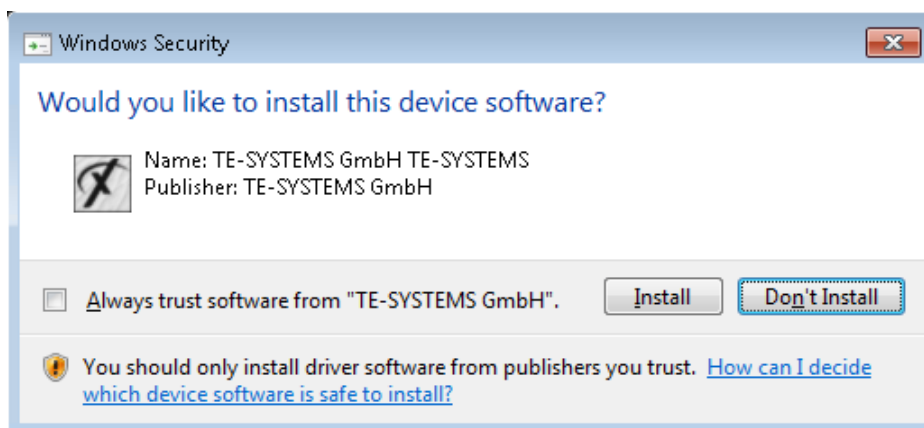 Windows Security
Would you like to install this device software?
Name: TE-SYSTEMS GmbH TE-SYSTEMS
Publisher: TE-SYSTEMS GmbH
Always trust software from "TE-SYSTEMS GmbH".
Install
Don't Install
You should only install driver software from publishers you trust. How can I decide
which device software is safe to install?